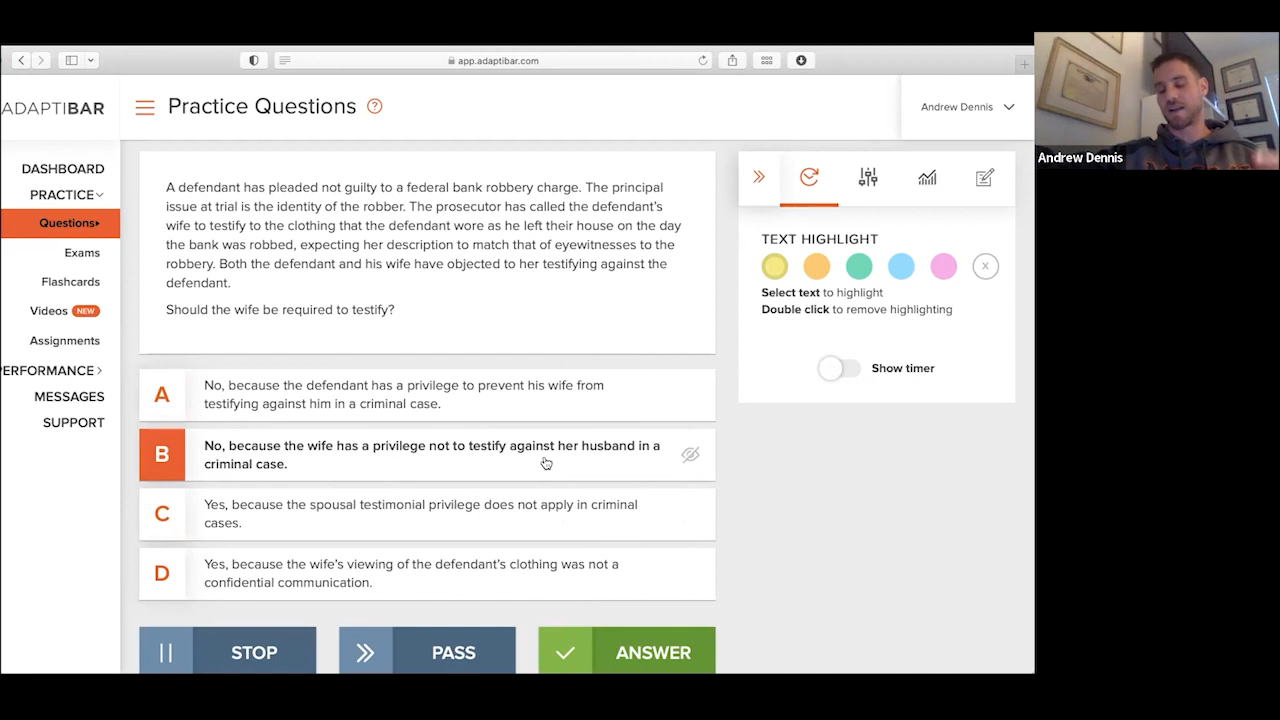 app.adaptibar.com
ADAPTIBAR
Practice Questions ?
Andrew Dennis
Andrew Dennis
DASHBOARD
PRACTICE
Questions
Exams
Flashcards
Videos NEW
Assignments
PERFORMANCE
MESSAGES
SUPPORT
A defendant has pleaded not guilty to a federal bank robbery charge. The principal
issue at trial is the identity of the robber. The prosecutor has called the defendant's
wife to testify to the clothing that the defendant wore as he left their house on the day
the bank was robbed, expecting her description to match that of eyewitnesses to the
robbery. Both the defendant and his wife have objected to her testifying against the
defendant.
Should the wife be required to testify?
A
No, because the defendant has a privilege to prevent his wife from
testifying against him in a criminal case.
B
No, because the wife has a privilege not to testify against her husband in a
criminal case.
C
Yes, because the spousal testimonial privilege does not apply in criminal
cases.
D
Yes, because the wife's viewing of the defendant's clothing was not a
confidential communication.
STOP
PASS
ANSWER
TEXT HIGHLIGHT
X
Select text to highlight
Double click to remove highlighting
Show timer